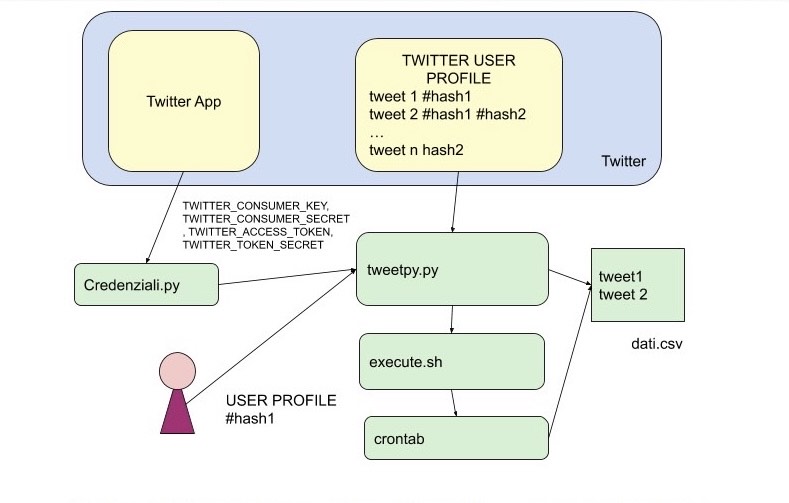 Twitter App
TWITTER USER
PROFILE
tweet 1 #hash1
tweet 2 #hash1 #hash2
...
tweet n hash2
Twitter
TWITTER_CONSUMER_KEY,
TWITTER_CONSUMER_SECRET
, TWITTER_ACCESS_TOKEN,
TWITTER_TOKEN_SECRET
Credenziali.py
tweetpy.py
tweet1
tweet 2
dati.csv
execute.sh
USER PROFILE
#hash1
crontab